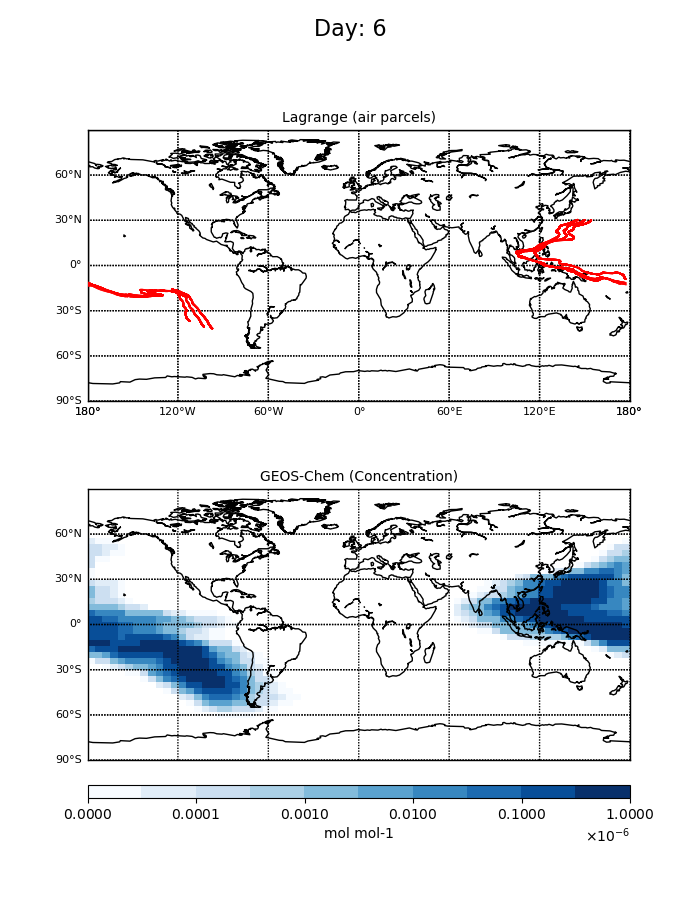 Day: 6
Lagrange (air parcels)
60°N
30°N
0°
30°S
60°S
90°S
180° 120°W 60°W 0° 60°E 120°E 180°
GEOS-Chem (Concentration)
60°N
30°N
0°
30°S
60°S
90°S
0.0000 0.0001 0.0010 0.0100 0.1000 1.0000
mol mol-1
×10⁻⁶